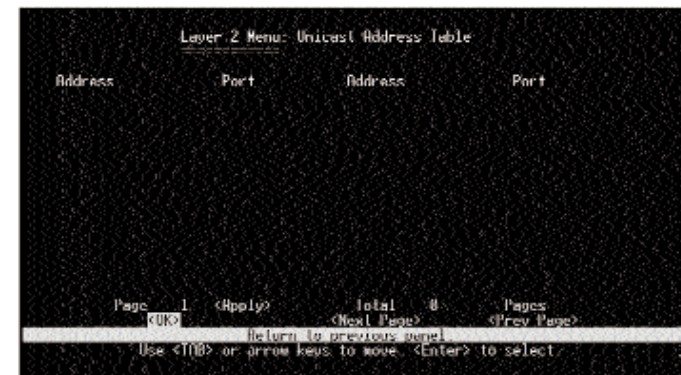 Layer 2 Menu: Unicast Address Table
===============
Address Port Address Port
Page 1 <Apply> Total 0 Pages
<OK> <Next Page> <Prev Page>
Return to previous panel.
Use <TAB> or arrow keys to move. <Enter> to select